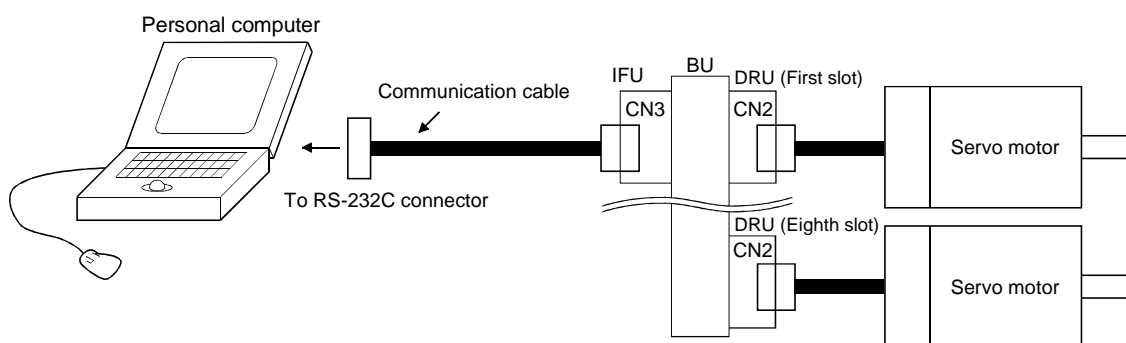 Personal computer
Communication cable
To RS-232C connector
IFU
CN3
BU
DRU (First slot)
CN2
Servo motor
DRU (Eighth slot)
CN2
Servo motor